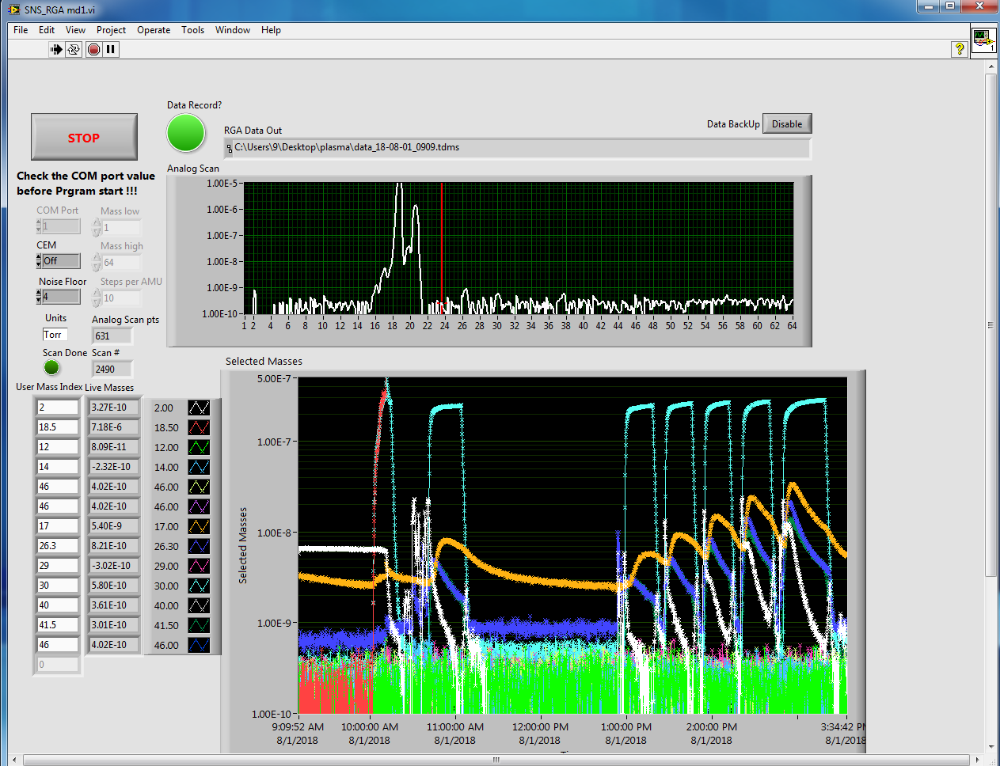 SNS_RGA md1.vi
File Edit View Project Operate Tools Window Help
1
Data Record?
STOP
RGA Data Out
Data BackUp Disable
C:\Users\9\Desktop\plasma\data_18-08-01_0909.tdms
Check the COM port value
before Prgram start !!!
Analog Scan
1.00E-5
1.00E-6
1.00E-7
1.00E-8
1.00E-9
1.00E-10
1 2 4 6 8 10 12 14 16 18 20 22 24 26 28 30 32 34 36 38 40 42 44 46 48 50 52 54 56 58 60 62 64
COM Port Mass low
1 1
CEM Mass high
Off 64
Noise Floor Steps per AMU
4 10
Units Analog Scan pts
Torr 631
Scan Done Scan #
2490
User Mass Index Live Masses
2 3.27E-10 2.00
18.5 7.18E-6 18.50
12 8.09E-11 12.00
14 -2.32E-10 14.00
46 4.02E-10 46.00
46 4.02E-10 46.00
17 5.40E-9 17.00
26.3 8.21E-10 26.30
29 -3.02E-10 29.00
30 5.80E-10 30.00
40 3.61E-10 40.00
41.5 3.01E-10 41.50
46 4.02E-10 46.00
0
Selected Masses
Selected Masses
5.00E-7
1.00E-7
1.00E-8
1.00E-9
1.00E-10
9:09:52 AM 10:00:00 AM 11:00:00 AM 12:00:00 PM 1:00:00 PM 2:00:00 PM 3:34:42 PM
8/1/2018 8/1/2018 8/1/2018 8/1/2018 8/1/2018 8/1/2018 8/1/2018